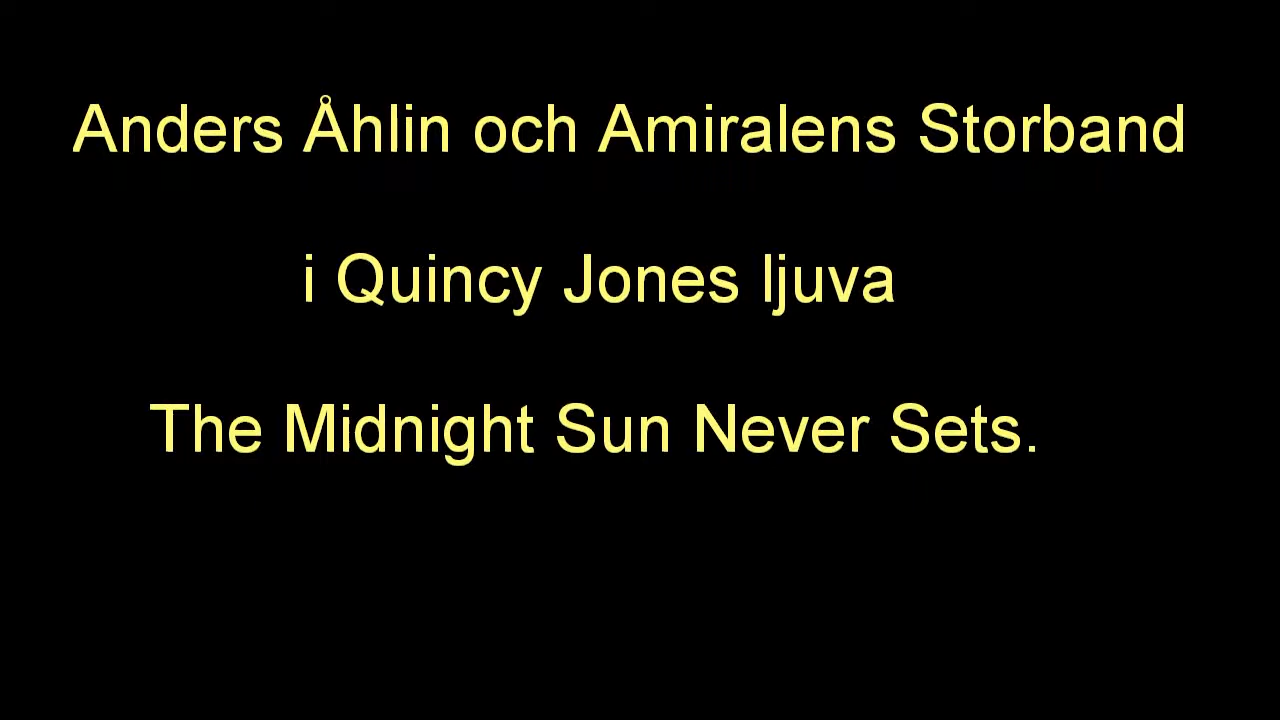 Anders Åhlin och Amiralens Storband
i Quincy Jones ljuva
The Midnight Sun Never Sets.